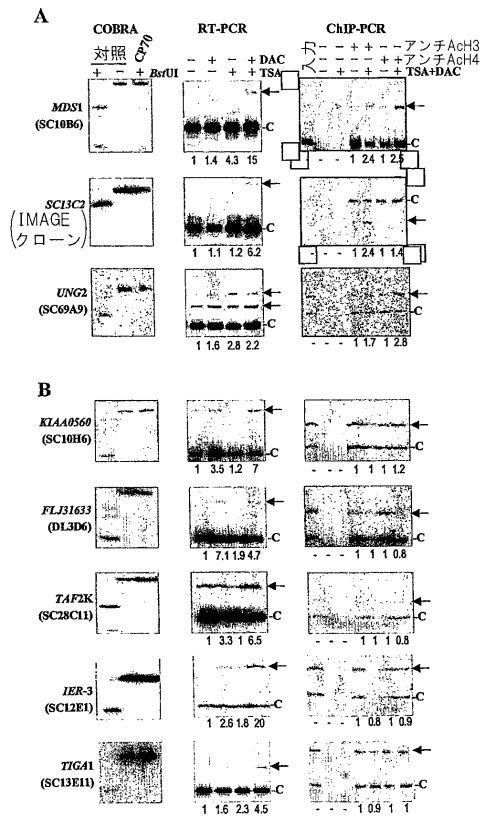 A
COBRA RT-PCR ChIP-PCR
対照 CP70
+ - + BstUI
- + - + DAC
- - + + TSA
入力 - - + + アンチAcH3
- - + + アンチAcH4
- + - + - + TSA+DAC
MDS1
(SC10B6)
C
1 1.4 4.3 15
C
- - - 1 2.4 1 2.5
SC13C2
(IMAGE
クローン)
C
1 1.1 1.2 6.2
C
- - 1 2.4 1 1.4
UNG2
(SC69A9)
C
1 1.6 2.8 2.2
C
- - - 1 1.7 1 2.8
B
KIAA0560
(SC10H6)
C
1 3.5 1.2 7
C
- - - 1 1 1 1.2
FLJ31633
(DL3D6)
C
1 7.1 1.9 4.7
C
- - - 1 1 1 0.8
TAF2K
(SC28C11)
1 3.3 1 6.5
C
- - - 1 1 1 0.8
IER-3
(SC12E1)
C
1 2.6 1.8 20
C
- - - 1 0.8 1 0.9
TIGA1
(SC13E11)
C
1 1.6 2.3 4.5
C
- - - 1 0.9 1 1